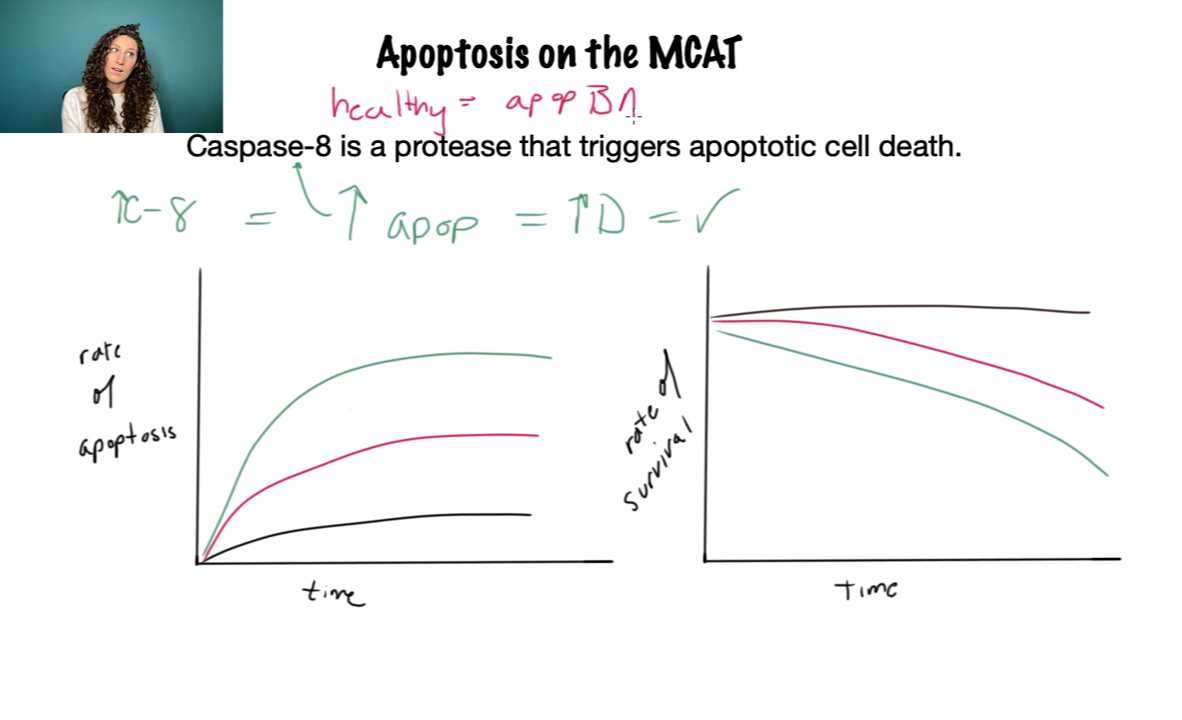 Apoptosis on the MCAT
healthy = apop
Caspase-8 is a protease that triggers apoptotic cell death.
↑C-8 = ↑ apop = ↑D = ✓
rate
of
apoptosis
time
rate of
survival
Time